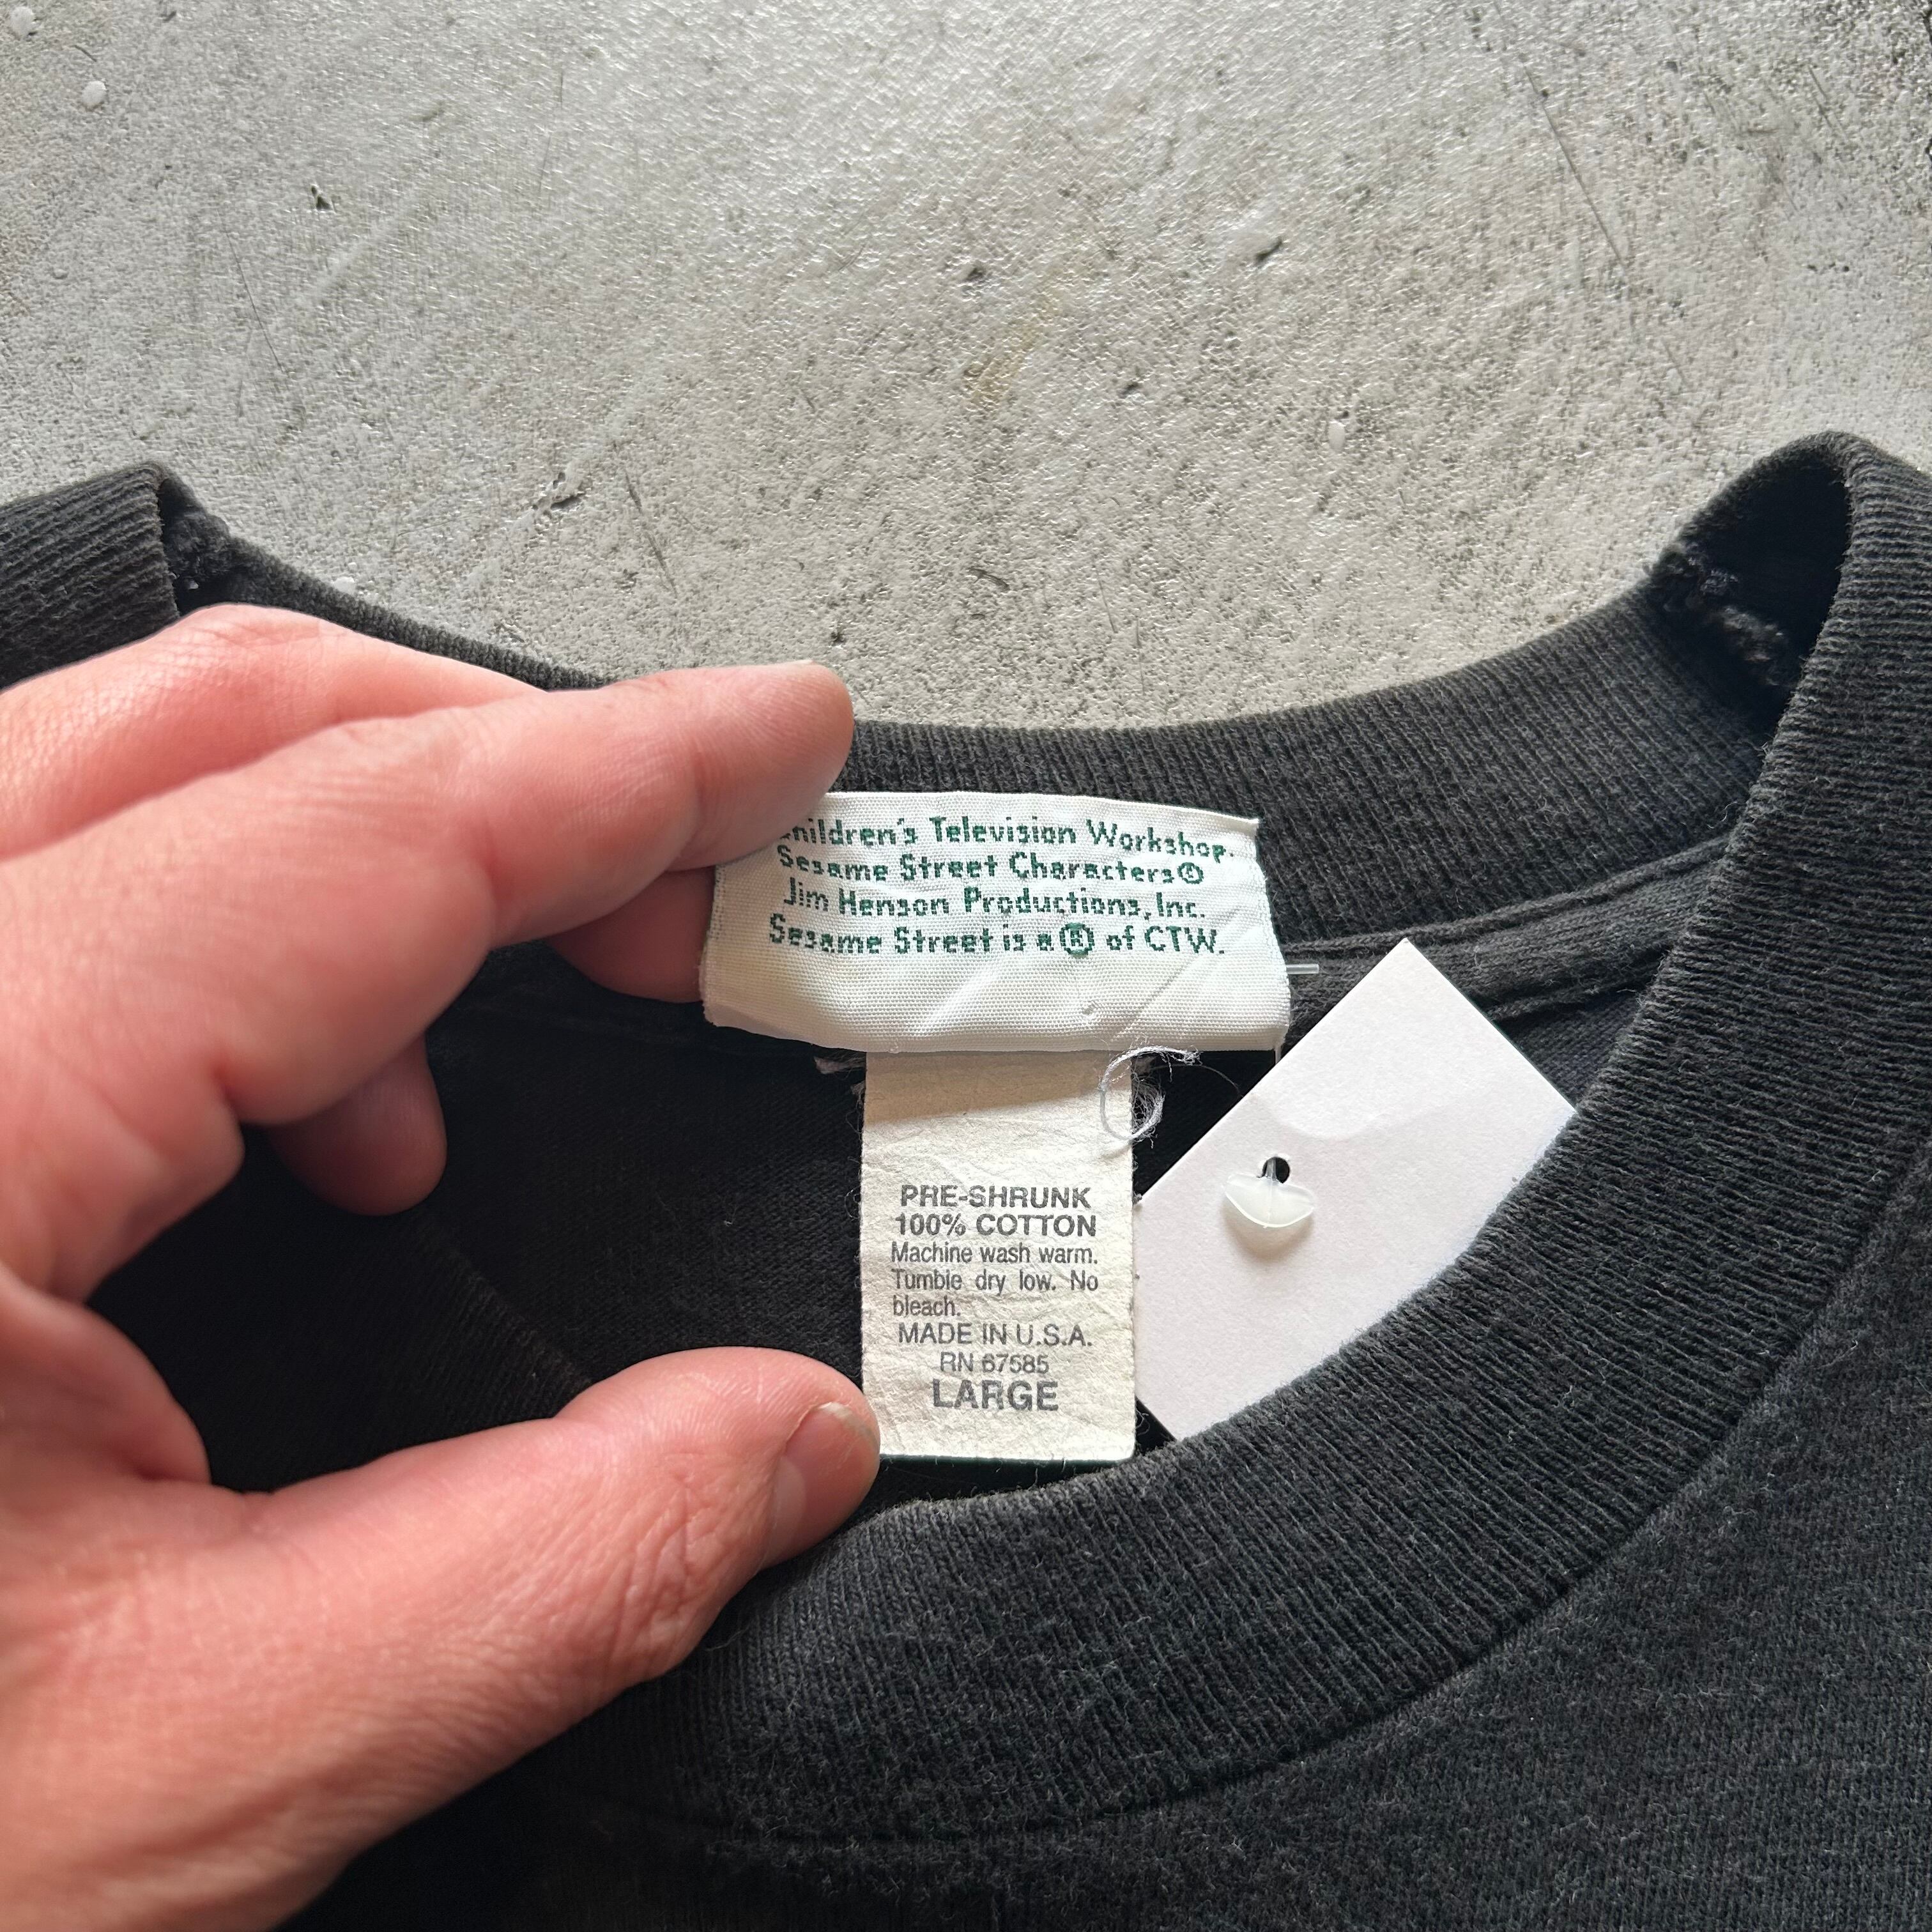 Children's Television Workshop.
Sesame Street Characters©
Jim Henson Productions, Inc.
Sesame Street is a ® of CTW.
PRE-SHRUNK
100% COTTON
Machine wash warm.
Tumble dry low. No
bleach.
MADE IN U.S.A.
RN 67585
LARGE